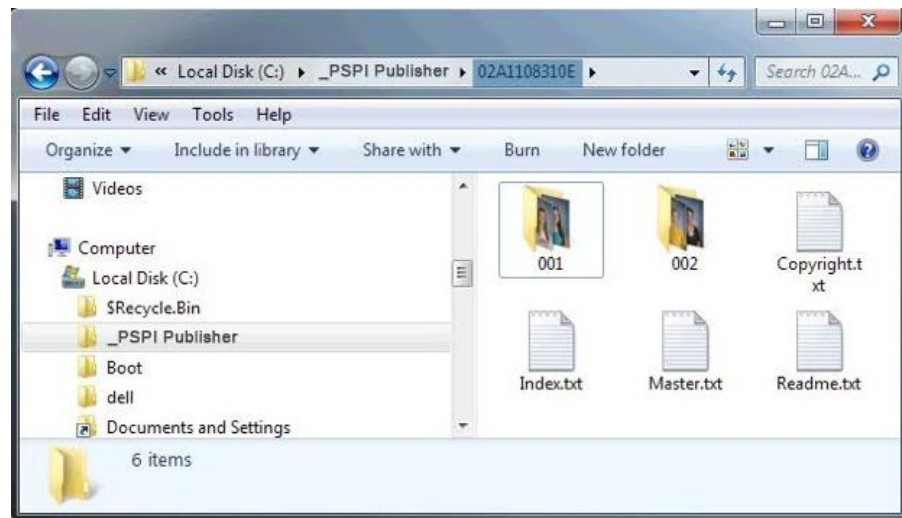 « Local Disk (C:) ▸ _PSPI Publisher ▸ 02A1108310E ▸ Search 02A...
File Edit View Tools Help
Organize Include in library Share with Burn New folder
Videos
Computer
Local Disk (C:)
$Recycle.Bin
_PSPI Publisher
Boot
dell
Documents and Settings
001 002 Copyright.t
xt
Index.txt Master.txt Readme.txt
6 items